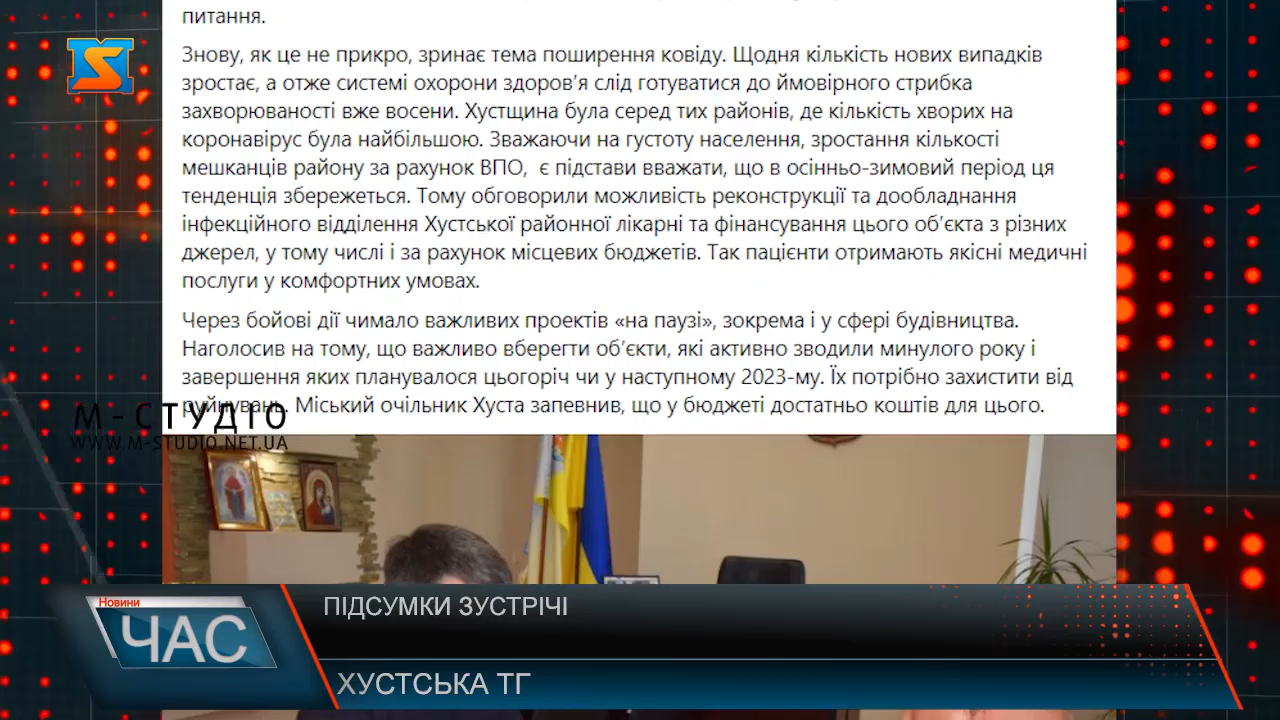 питання.
Знову, як це не прикро, зринає тема поширення ковіду. Щодня кількість нових випадків
зростає, а отже системі охорони здоров’я слід готуватися до ймовірного стрибка
захворюваності вже восени. Хустщина була серед тих районів, де кількість хворих на
коронавірус була найбільшою. Зважаючи на густоту населення, зростання кількості
мешканців району за рахунок ВПО, є підстави вважати, що в осінньо-зимовий період ця
тенденція збережеться. Тому обговорили можливість реконструкції та дообладнання
інфекційного відділення Хустської районної лікарні та фінансування цього об’єкта з різних
джерел, у тому числі і за рахунок місцевих бюджетів. Так пацієнти отримають якісні медичні
послуги у комфортних умовах.
Через бойові дії чимало важливих проектів «на паузі», зокрема і у сфері будівництва.
Наголосив на тому, що важливо вберегти об’єкти, які активно зводили минулого року і
завершення яких планувалося цьогоріч чи у наступному 2023-му. Їх потрібно захистити від
руйнувань. Міський очільник Хуста запевнив, що у бюджеті достатньо коштів для цього.
М-СТУДІО
WWW.M-STUDIO.NET.UA
Новини
ЧАС
ПІДСУМКИ ЗУСТРІЧІ
ХУСТСЬКА ТГ